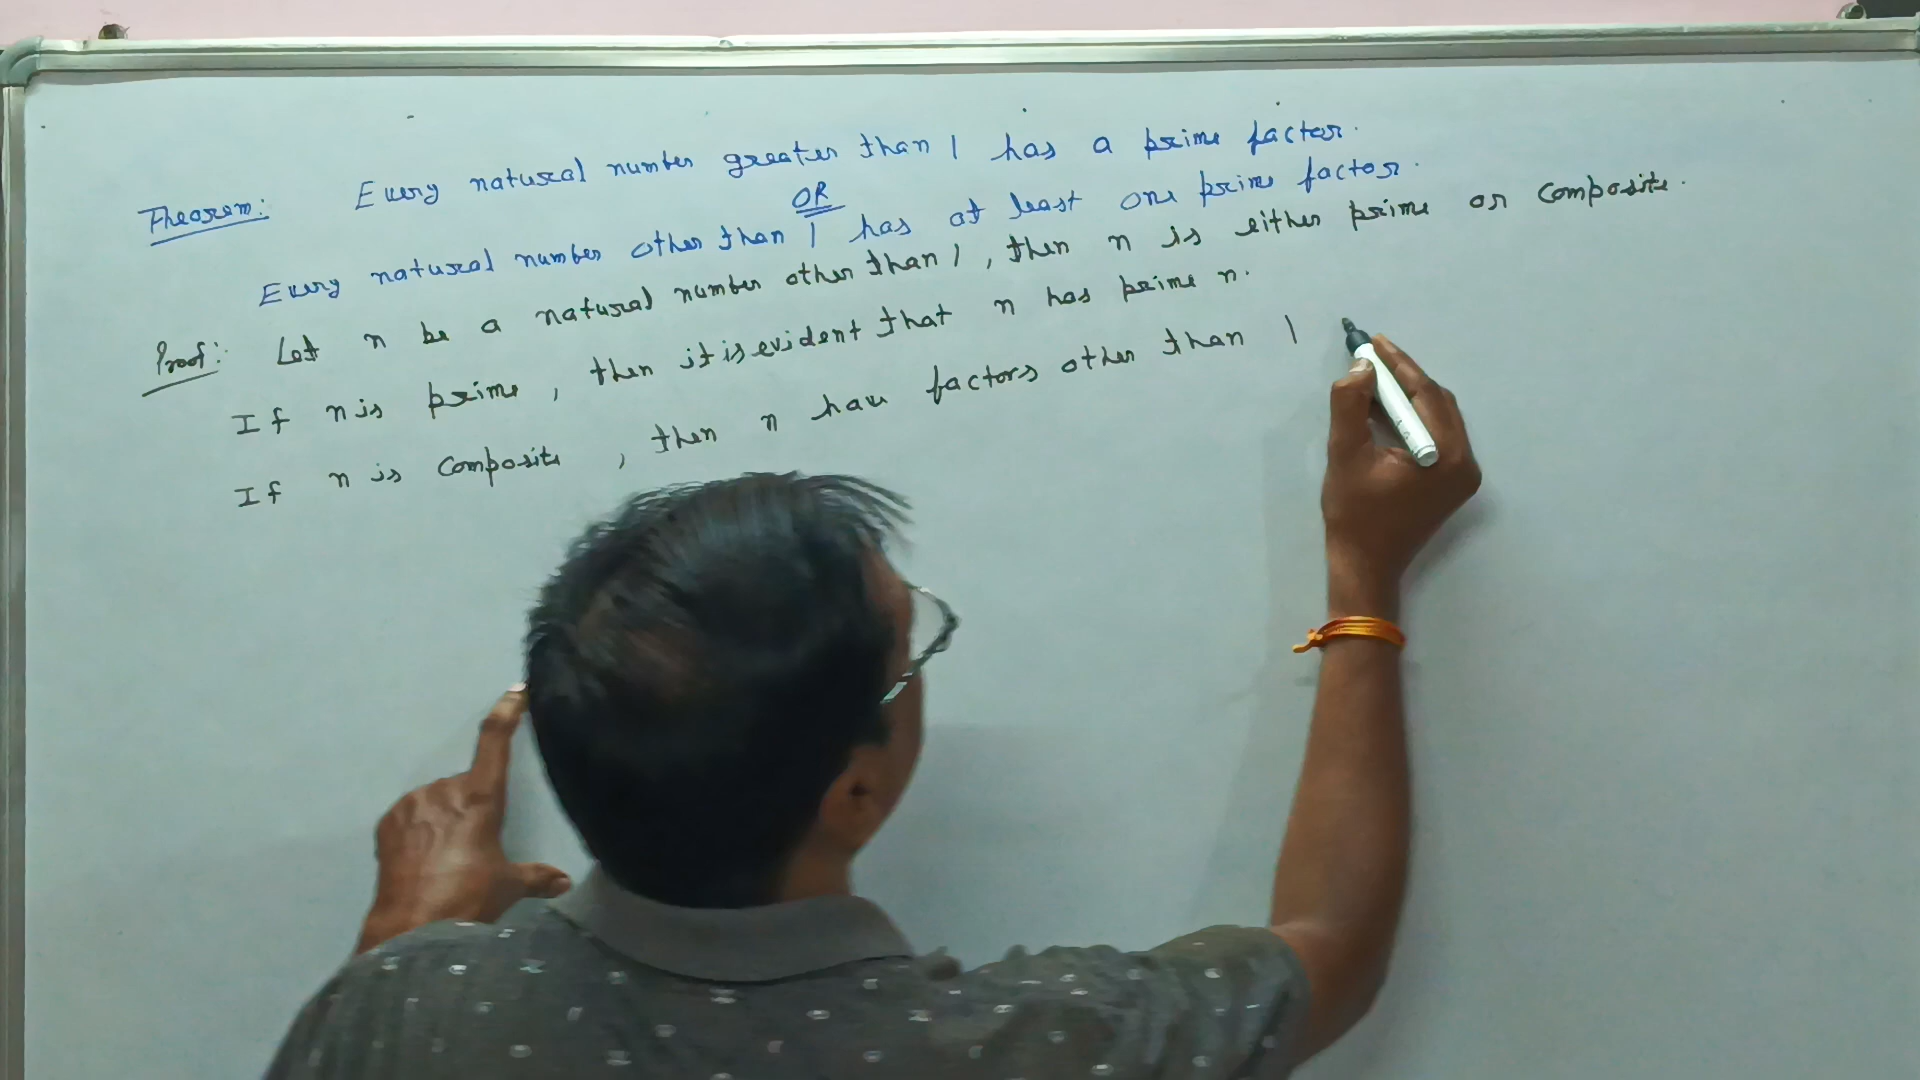 Theorem: Every natural number greater than 1 has a prime factor.
OR
Every natural number other than 1 has at least one prime factor.
Proof: Let n be a natural number other than 1, then n is either prime or composite.
If n is prime, then it is evident that n has prime n.
If n is composite, then n have factors other than 1